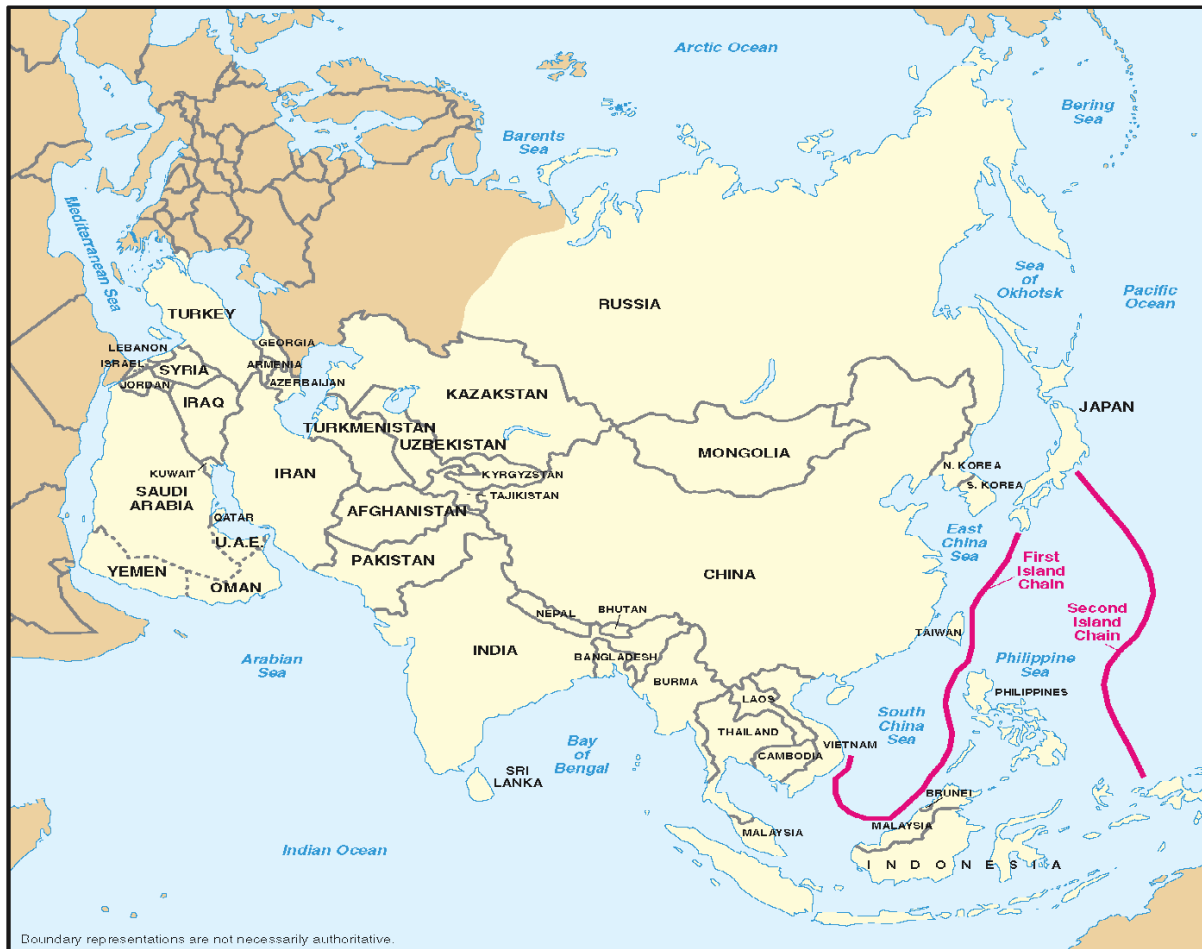 Arctic Ocean
Bering
Sea
Barents
Sea
Mediterranean Sea
Sea
of
Okhotsk
Pacific
Ocean
RUSSIA
TURKEY
GEORGIA
LEBANON
ISRAEL
SYRIA
ARMENIA
JORDAN
AZERBAIJAN
KAZAKSTAN
IRAQ
JAPAN
TURKMENISTAN
UZBEKISTAN
MONGOLIA
KUWAIT
IRAN
KYRGYZSTAN
N. KOREA
S. KOREA
SAUDI
ARABIA
TAJIKISTAN
QATAR
AFGHANISTAN
U.A.E.
East
China
Sea
PAKISTAN
First
Island
Chain
YEMEN
OMAN
CHINA
NEPAL
BHUTAN
Second
Island
Chain
TAIWAN
INDIA
BANGLADESH
Arabian
Sea
Philippine
Sea
BURMA
LAOS
PHILIPPINES
South
China
Sea
THAILAND
Bay
of
Bengal
VIETNAM
CAMBODIA
SRI
LANKA
BRUNEI
MALAYSIA
MALAYSIA
Indian Ocean
INDONESIA
Boundary representations are not necessarily authoritative.